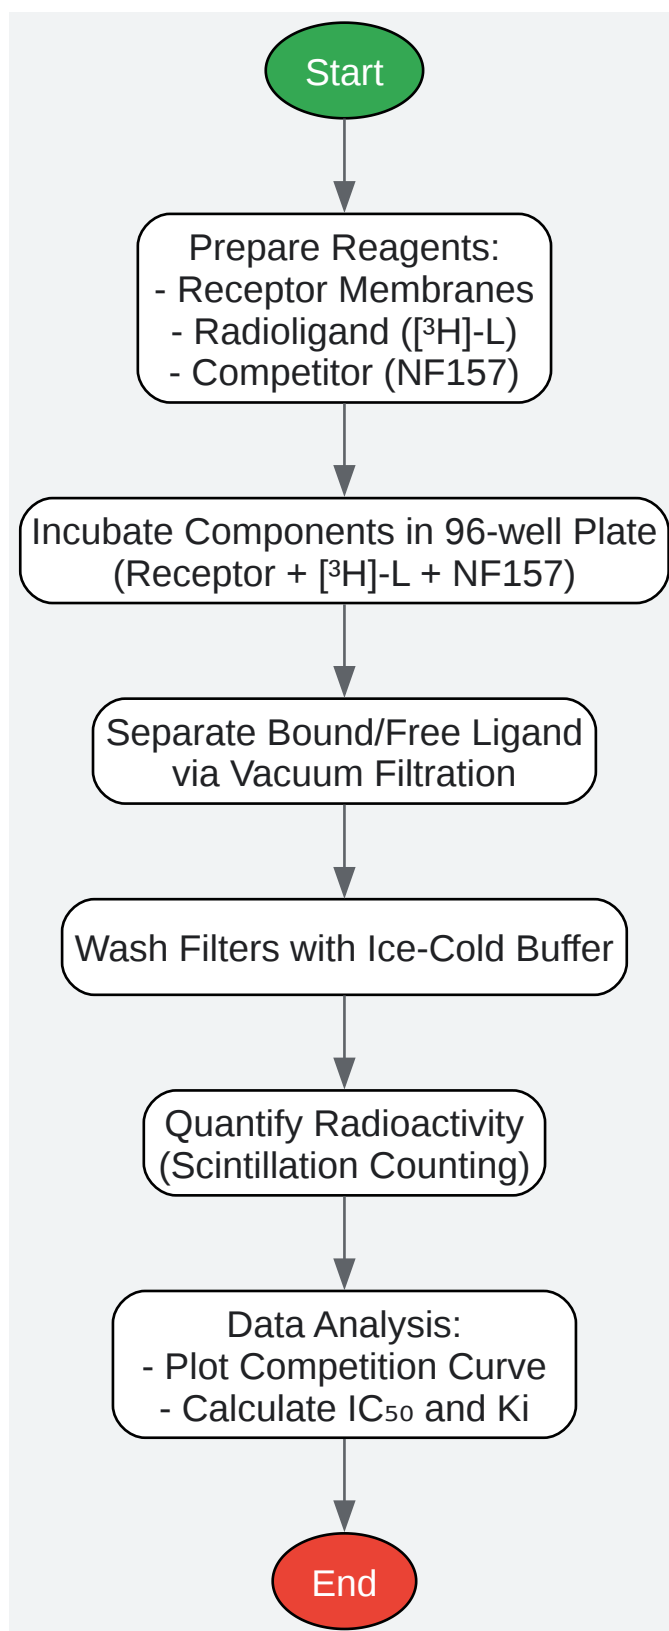 Start
Prepare Reagents:
- Receptor Membranes
- Radioligand ([³H]-L)
- Competitor (NF157)
Incubate Components in 96-well Plate
(Receptor + [³H]-L + NF157)
Separate Bound/Free Ligand
via Vacuum Filtration
Wash Filters with Ice-Cold Buffer
Quantify Radioactivity
(Scintillation Counting)
Data Analysis:
- Plot Competition Curve
- Calculate IC₅₀ and Ki
End